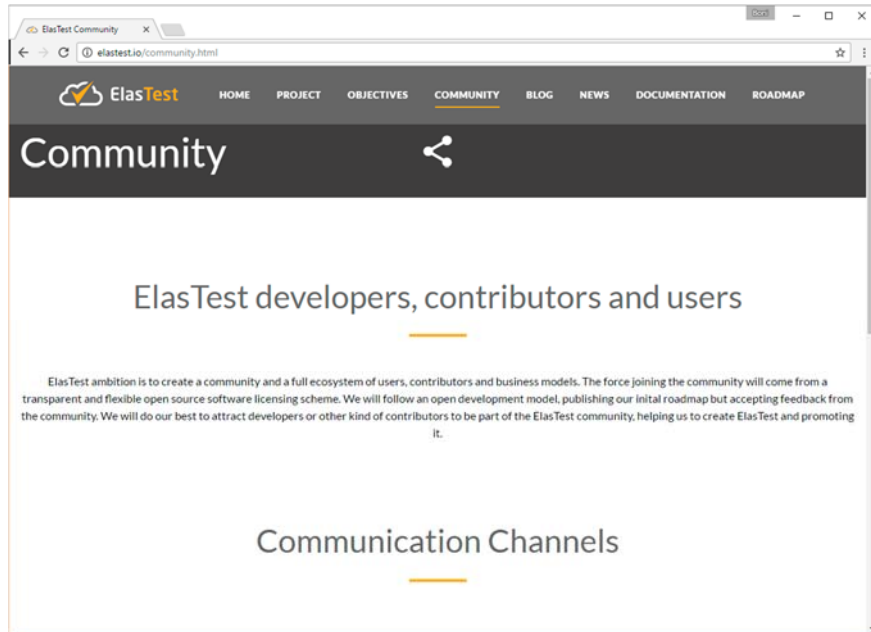 Boni
ElasTest Community
elastest.io/community.html
ElasTest HOME PROJECT OBJECTIVES COMMUNITY BLOG NEWS DOCUMENTATION ROADMAP
Community
ElasTest developers, contributors and users
ElasTest ambition is to create a community and a full ecosystem of users, contributors and business models. The force joining the community will come from a
transparent and flexible open source software licensing scheme. We will follow an open development model, publishing our inital roadmap but accepting feedback from
the community. We will do our best to attract developers or other kind of contributors to be part of the ElasTest community, helping us to create ElasTest and promoting
it.
Communication Channels